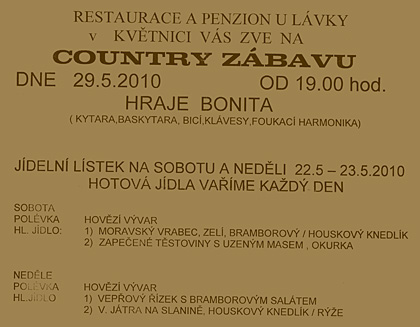 RESTAURACE A PENZION U LÁVKY
v KVĚTNICI VÁS ZVE NA
COUNTRY ZÁBAVU
DNE 29.5.2010 OD 19.00 hod.
HRAJE BONITA
( KYTARA,BASKYTARA, BICÍ,KLÁVESY,FOUKACÍ HARMONIKA)
JÍDELNÍ LÍSTEK NA SOBOTU A NEDĚLI 22.5 – 23.5.2010
HOTOVÁ JÍDLA VAŘÍME KAŽDÝ DEN
SOBOTA
POLÉVKA HOVĚZÍ VÝVAR
HL. JÍDLO: 1) MORAVSKÝ VRABEC, ZELÍ, BRAMBOROVÝ / HOUSKOVÝ KNEDLÍK
2) ZAPEČENÉ TĚSTOVINY S UZENÝM MASEM , OKURKA
NEDĚLE
POLÉVKA HOVĚZÍ VÝVAR
HL.JÍDLO 1) VEPŘOVÝ ŘÍZEK S BRAMBOROVÝM SALÁTEM
2) V. JÁTRA NA SLANINĚ, HOUSKOVÝ KNEDLÍK / RÝŽE